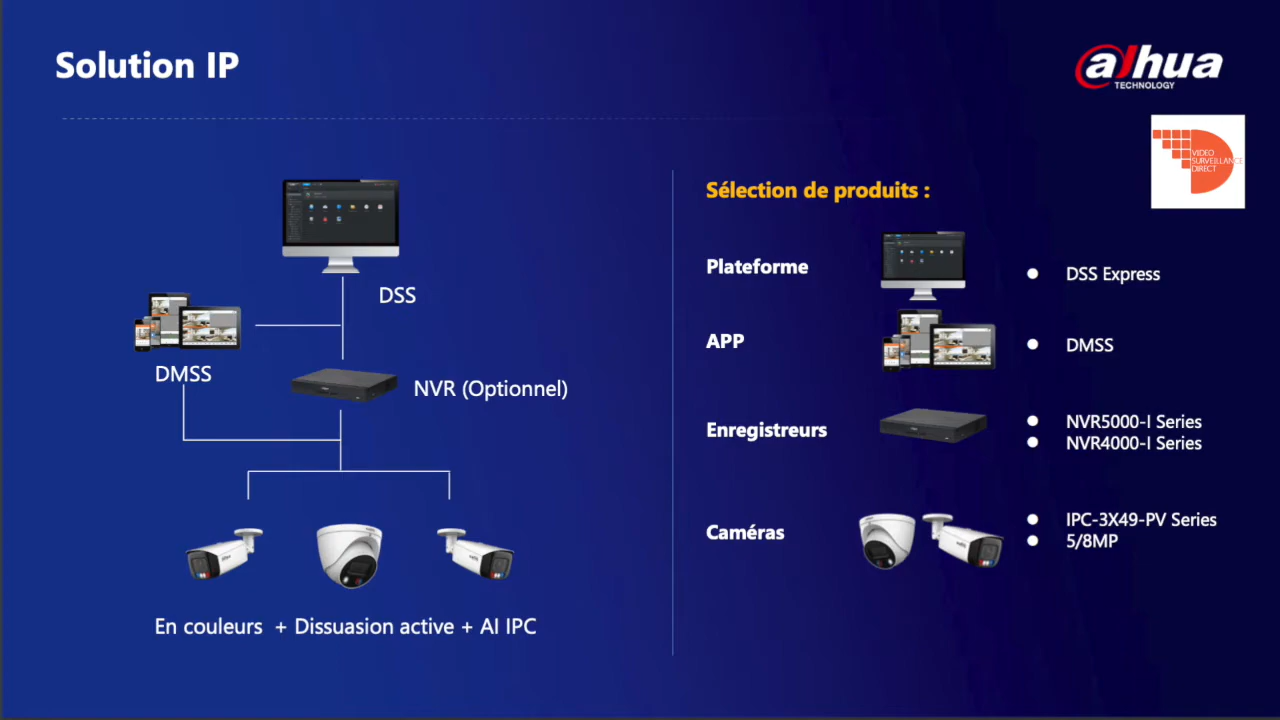 Solution IP
alhua
TECHNOLOGY
VIDEO
SURVEILLANCE
DIRECT
DSS
DMSS
NVR (Optionnel)
En couleurs + Dissuasion active + AI IPC
Sélection de produits :
Plateforme
DSS Express
APP
DMSS
Enregistreurs
NVR5000-I Series
NVR4000-I Series
Caméras
IPC-3X49-PV Series
5/8MP